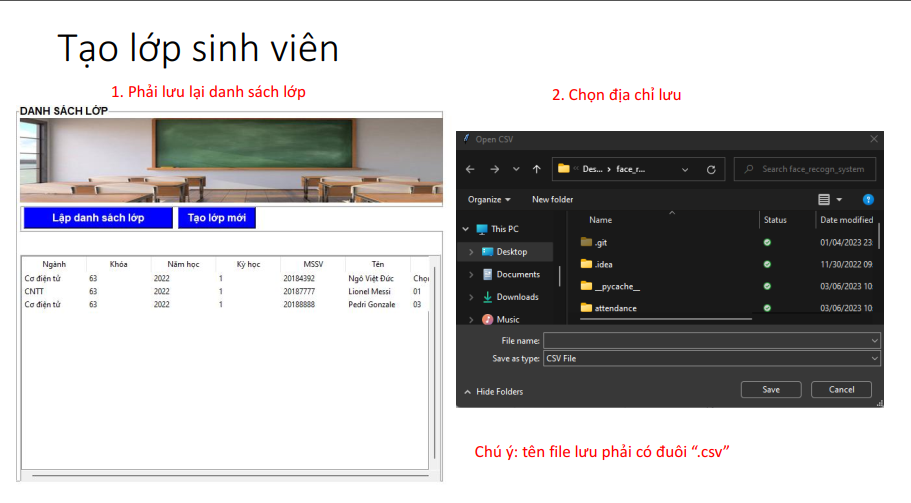 Tạo lớp sinh viên
1. Phải lưu lại danh sách lớp
2. Chọn địa chỉ lưu
DANH SÁCH LỚP
Lập danh sách lớp
Tạo lớp mới
Ngành Khóa Năm học Kỳ học MSSV Tên
Cơ điện tử 63 2022 1 20184392 Ngô Việt Đức Chọn
CNTT 63 2022 1 20187777 Lionel Messi 01
Cơ điện tử 63 2022 1 20188888 Pedri Gonzale 03
Open CSV
« Des... › face_r...
Search face_recogn_system
Organize New folder
This PC
Desktop
Documents
Downloads
Music
Name Status Date modified
.git 01/04/2023 23
.idea 11/30/2022 09
__pycache__ 03/06/2023 10
attendance 03/06/2023 10
File name:
Save as type: CSV File
Hide Folders
Save Cancel
Chú ý: tên file lưu phải có đuôi “.csv”